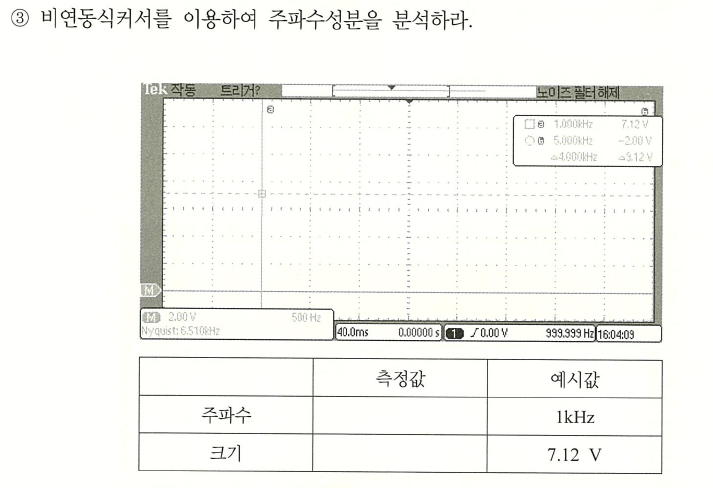 ③ 비연동식커서를 이용하여 주파수성분을 분석하라.
Tek 작동 트리거? 노이즈 필터 해제
ⓐ ⓑ
□ ⓐ 1.000kHz 7.12 V
○ ⓑ 5.000kHz -2.00 V
△4.000kHz △9.12 V
M
M 2.00 V 500 Hz
Nyquist: 6.510kHz
40.0ms 0.00000 s 1 ∫ 0.00 V 999.999 Hz 16:04:09
측정값 예시값
주파수 1kHz
크기 7.12 V